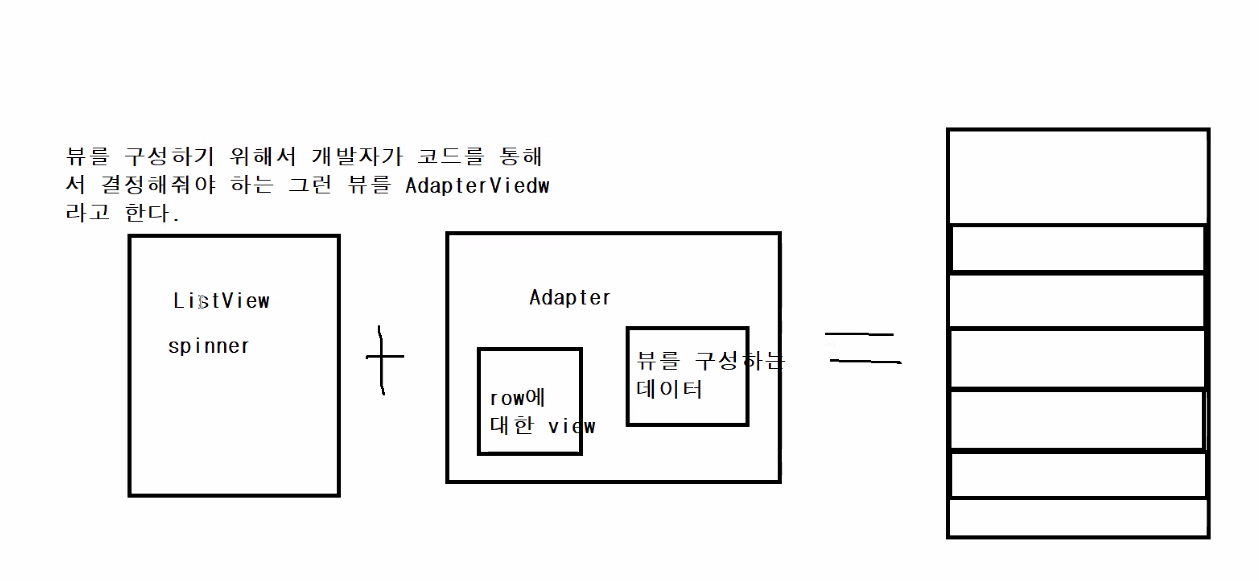 뷰를 구성하기 위해서 개발자가 코드를 통해
서 결정해줘야 하는 그런 뷰를 AdapterViedw
라고 한다.
ListView
spinner
Adapter
row에
대한 view
뷰를 구성하는
데이터